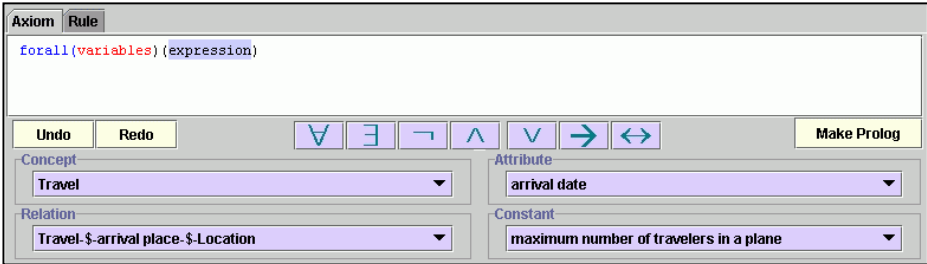 Axiom Rule
forall(variables)(expression)
Undo Redo ∀ ∃ ¬ ∧ ∨ → ↔ Make Prolog
Concept Attribute
Travel arrival date
Relation Constant
Travel-$-arrival place-$-Location maximum number of travelers in a plane